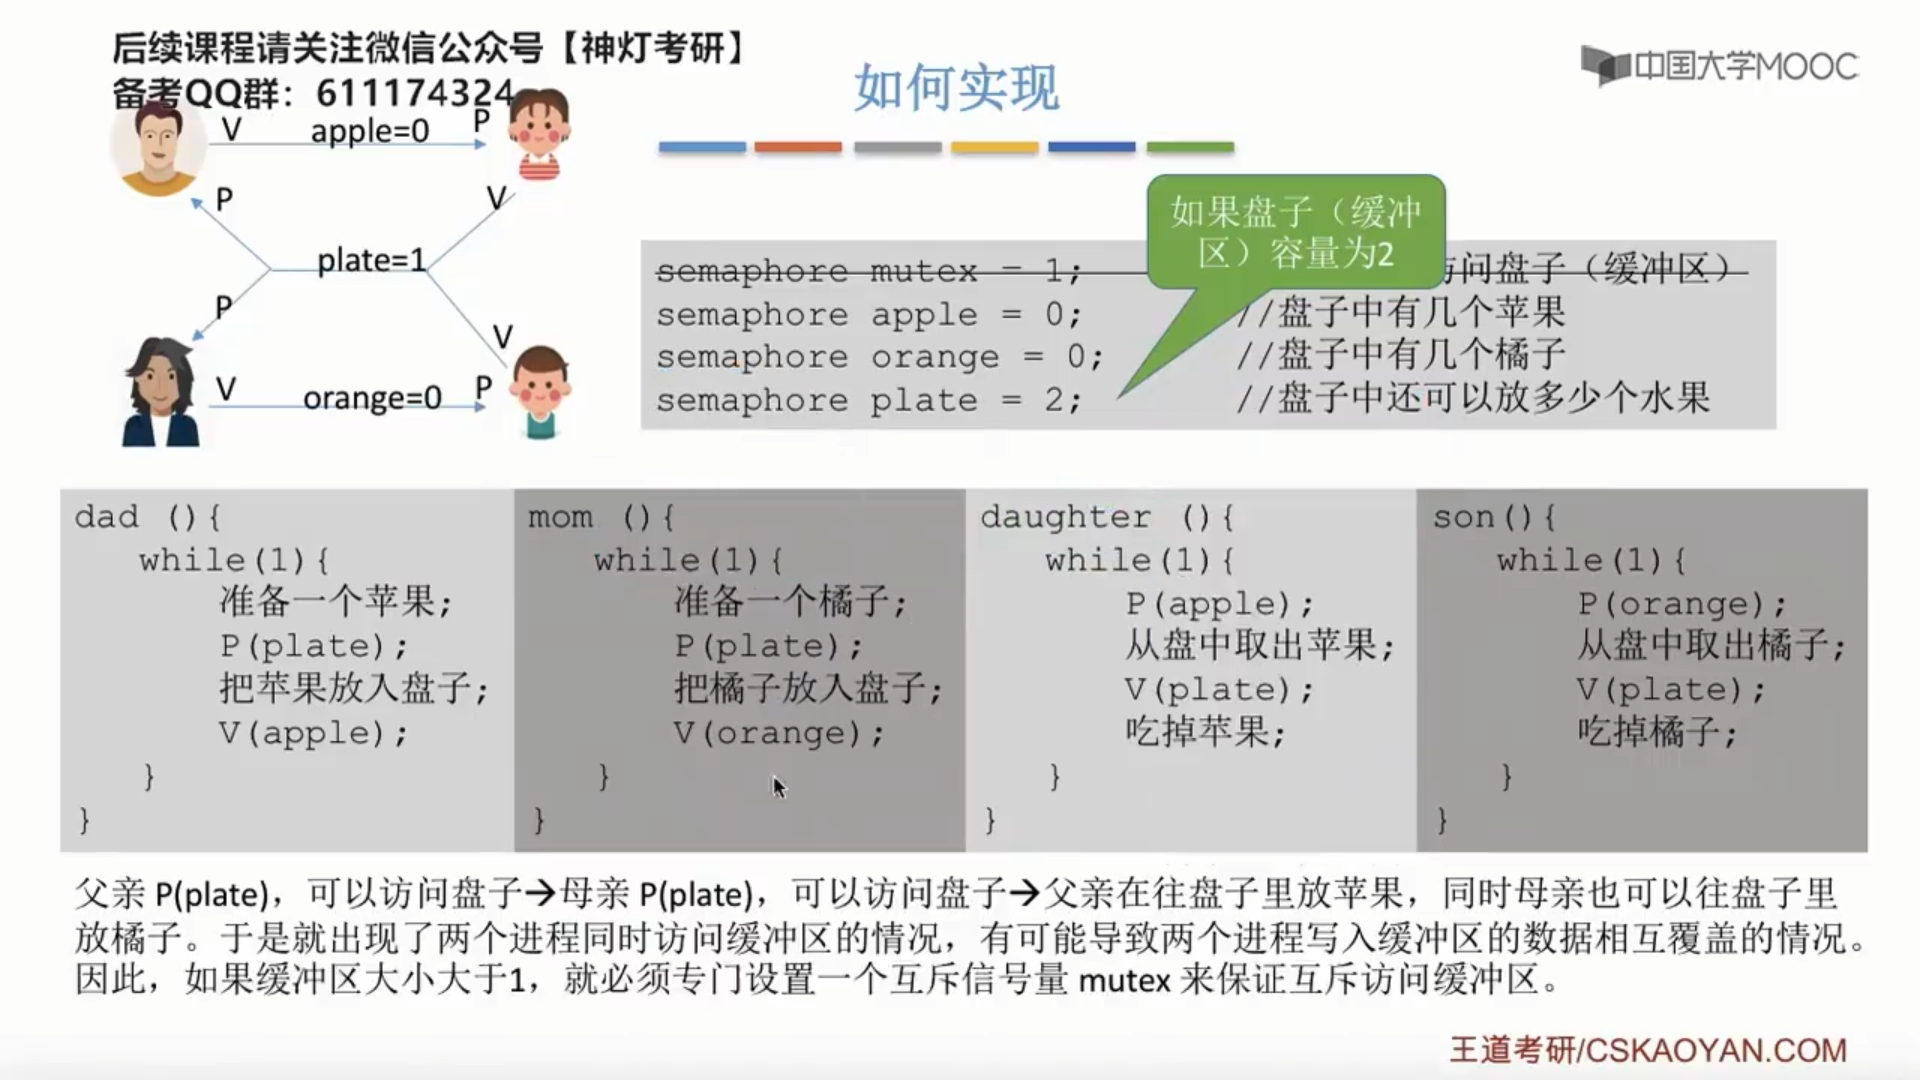 后续课程请关注微信公众号【神灯考研】
备考QQ群：611174324
中国大学MOOC
如何实现
V apple=0 P
P V
plate=1
P V
V orange=0 P
如果盘子（缓冲
区）容量为2
semaphore mutex = 1; 访问盘子（缓冲区）
semaphore apple = 0; //盘子中有几个苹果
semaphore orange = 0; //盘子中有几个橘子
semaphore plate = 2; //盘子中还可以放多少个水果
dad (){
while(1){
准备一个苹果;
P(plate);
把苹果放入盘子;
V(apple);
}
}
mom (){
while(1){
准备一个橘子;
P(plate);
把橘子放入盘子;
V(orange);
}
}
daughter (){
while(1){
P(apple);
从盘中取出苹果;
V(plate);
吃掉苹果;
}
}
son(){
while(1){
P(orange);
从盘中取出橘子;
V(plate);
吃掉橘子;
}
}
父亲 P(plate)，可以访问盘子→母亲 P(plate)，可以访问盘子→父亲在往盘子里放苹果，同时母亲也可以往盘子里
放橘子。于是就出现了两个进程同时访问缓冲区的情况，有可能导致两个进程写入缓冲区的数据相互覆盖的情况。
因此，如果缓冲区大小大于1，就必须专门设置一个互斥信号量 mutex 来保证互斥访问缓冲区。
王道考研/CSKAOYAN.COM